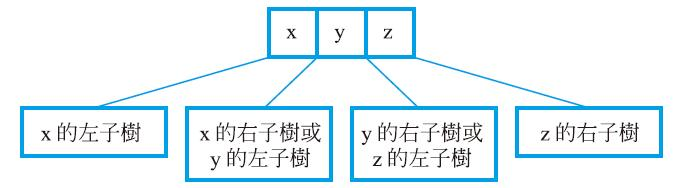 x y z
x 的左子樹
x 的右子樹或
y 的左子樹
y 的右子樹或
z 的左子樹
z 的右子樹